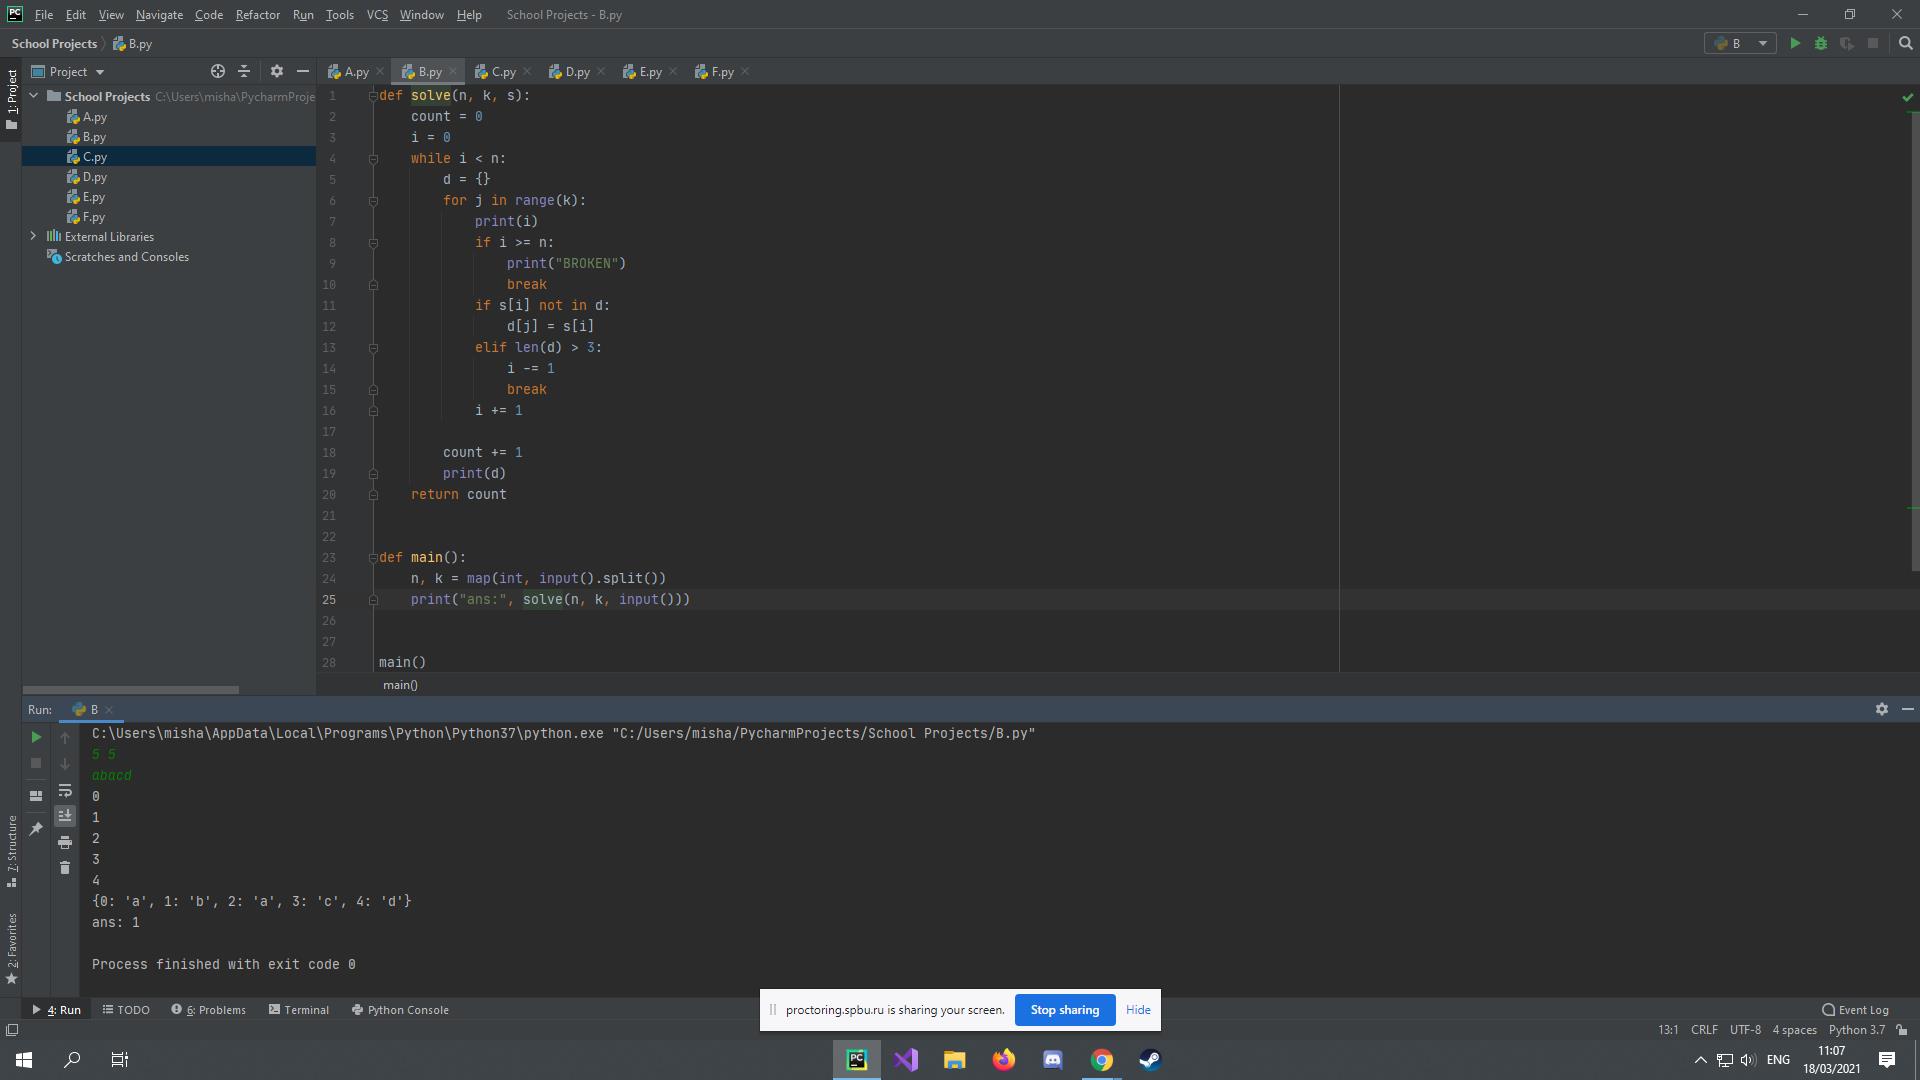 File Edit View Navigate Code Refactor Run Tools VCS Window Help School Projects - B.py
School Projects B.py B
1: Project
Project
A.py B.py C.py D.py E.py F.py
School Projects C:\Users\misha\PycharmProje
A.py
B.py
C.py
D.py
E.py
F.py
External Libraries
Scratches and Consoles
1 def solve(n, k, s):
2 count = 0
3 i = 0
4 while i < n:
5 d = {}
6 for j in range(k):
7 print(i)
8 if i >= n:
9 print("BROKEN")
10 break
11 if s[i] not in d:
12 d[j] = s[i]
13 elif len(d) > 3:
14 i -= 1
15 break
16 i += 1
17
18 count += 1
19 print(d)
20 return count
21
22
23 def main():
24 n, k = map(int, input().split())
25 print("ans:", solve(n, k, input()))
26
27
28 main()
main()
Run: B
C:\Users\misha\AppData\Local\Programs\Python\Python37\python.exe "C:/Users/misha/PycharmProjects/School Projects/B.py"
5 5
abacd
0
1
2
3
4
{0: 'a', 1: 'b', 2: 'a', 3: 'c', 4: 'd'}
ans: 1
Process finished with exit code 0
7: Structure
2: Favorites
proctoring.spbu.ru is sharing your screen. Stop sharing Hide
4: Run TODO 6: Problems Terminal Python Console Event Log
13:1 CRLF UTF-8 4 spaces Python 3.7
PC
ENG
11:07
18/03/2021